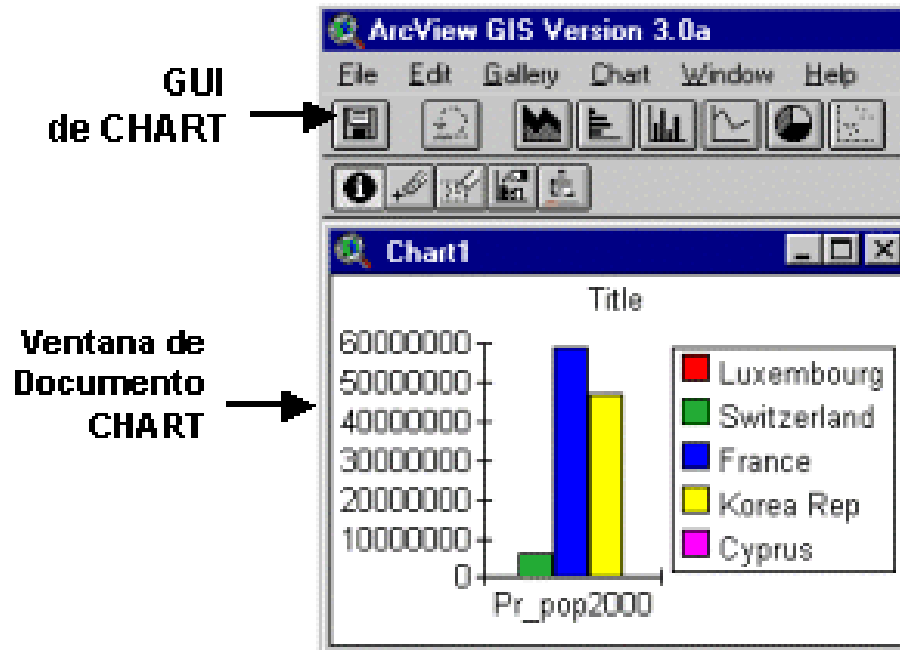 ArcView GIS Version 3.0a
File Edit Gallery Chart Window Help
GUI
de CHART
Chart1
Title
Ventana de
Documento
CHART
60000000
50000000
40000000
30000000
20000000
10000000
0
Pr_pop2000
Luxembourg
Switzerland
France
Korea Rep
Cyprus